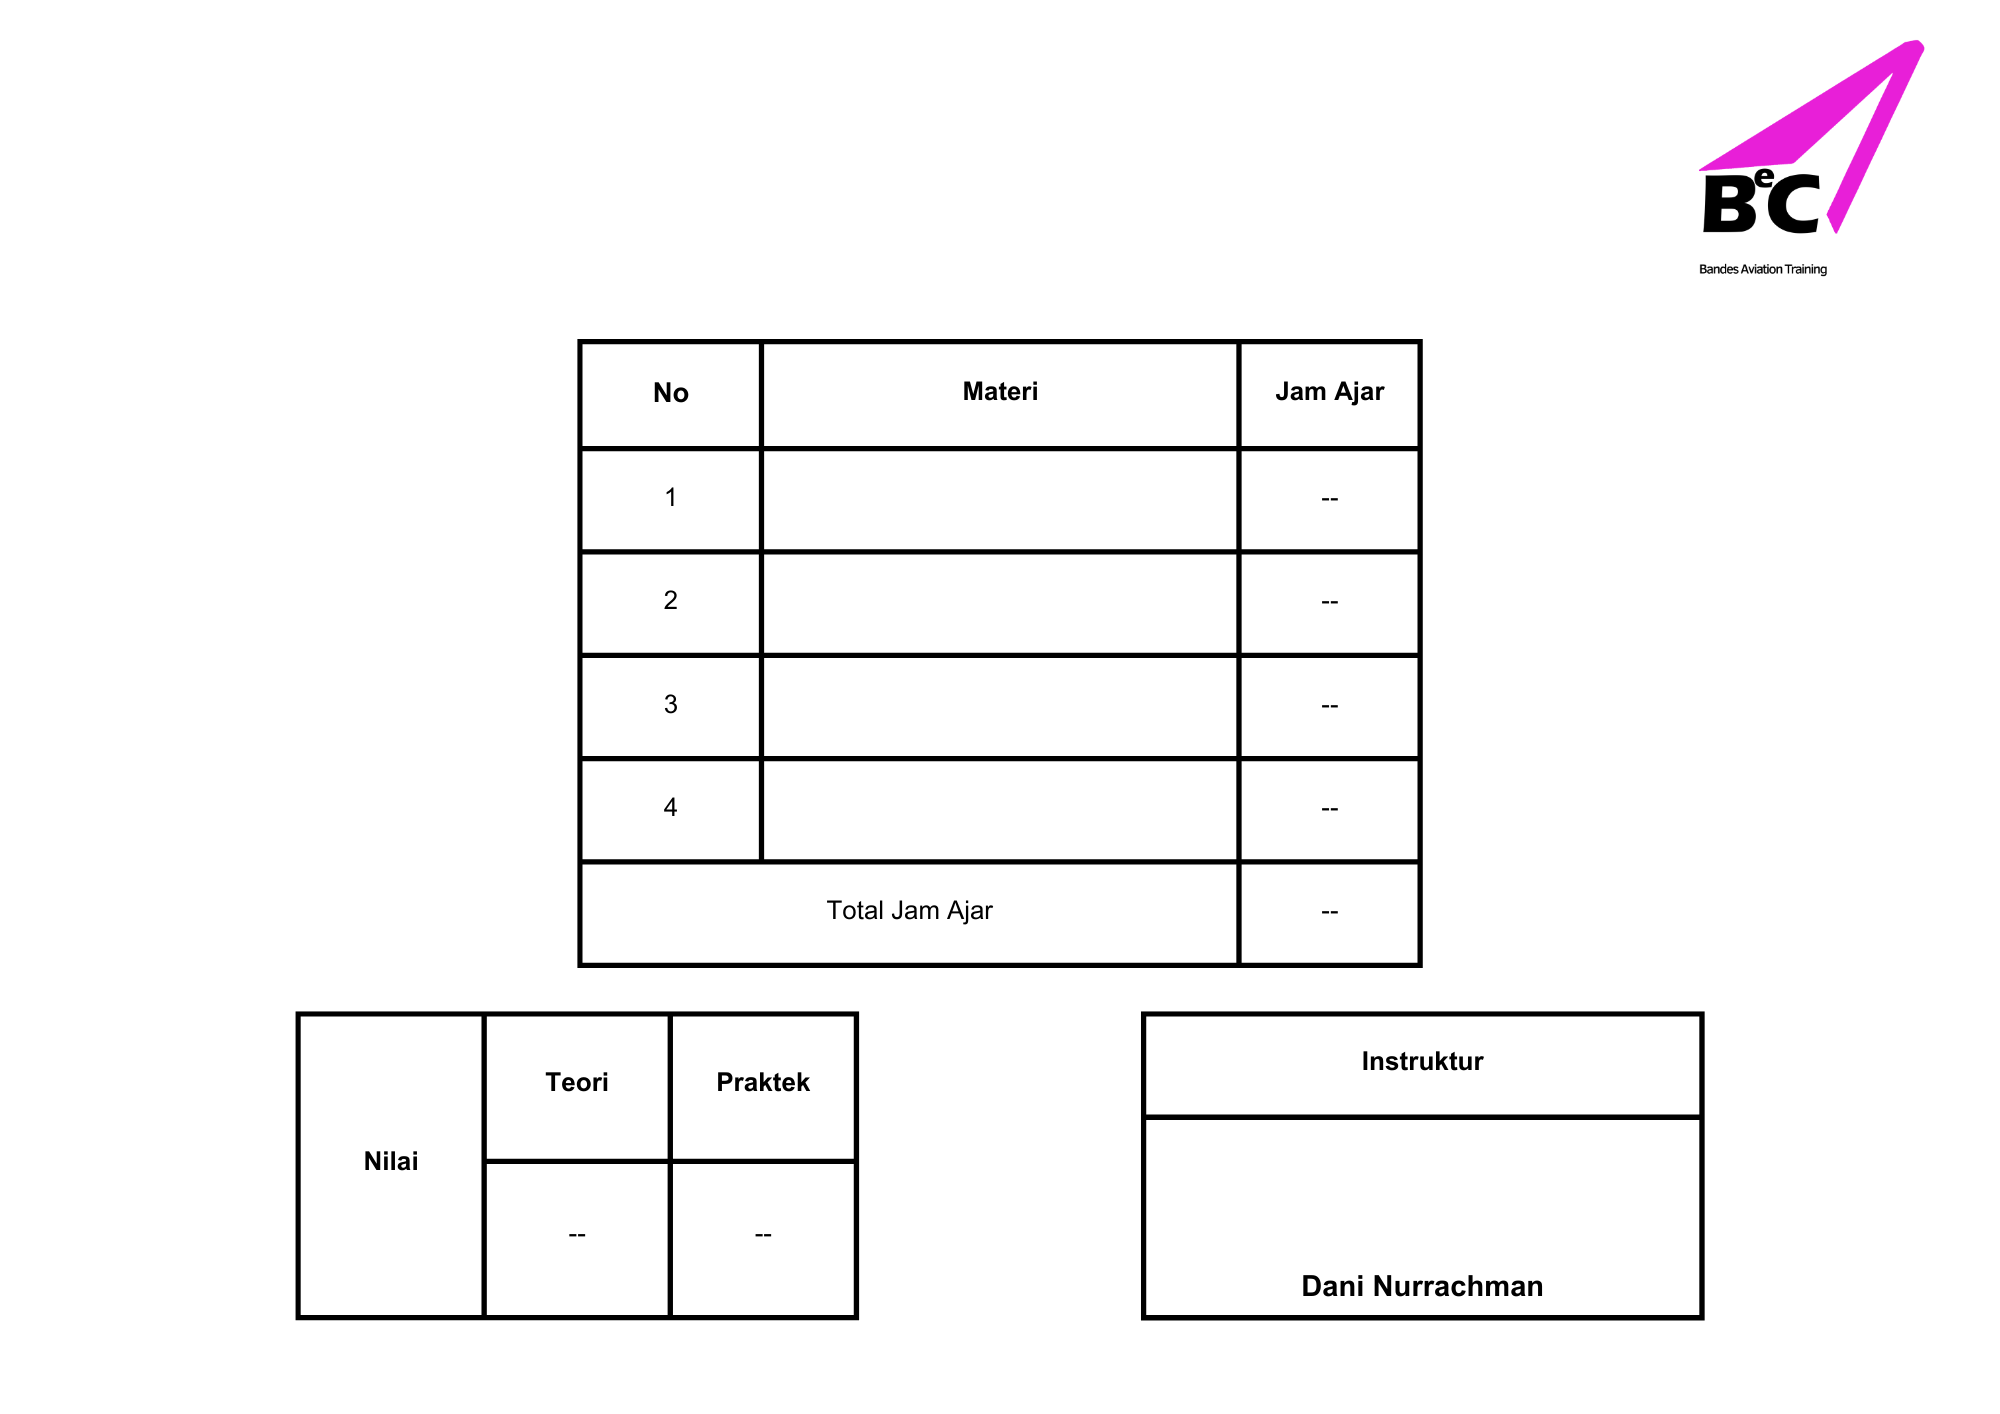 BeC
Bandes Aviation Training
No Materi Jam Ajar
1 --
2 --
3 --
4 --
Total Jam Ajar --
Nilai Teori Praktek
-- --
Instruktur
Dani Nurrachman